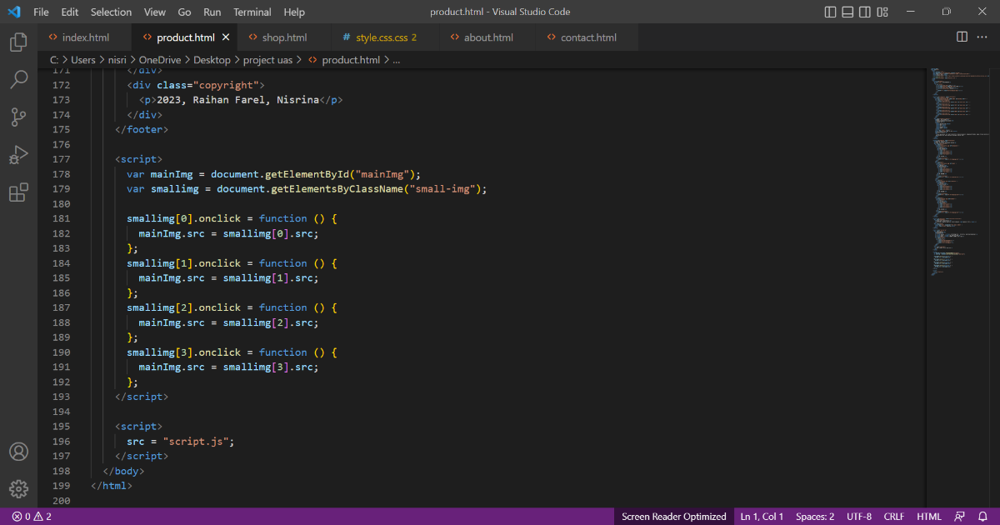 File Edit Selection View Go Run Terminal Help product.html - Visual Studio Code
index.html product.html shop.html # style.css.css 2 about.html contact.html
C: > Users > nisri > OneDrive > Desktop > project uas > product.html > ...
171 </div>
172 <div class="copyright">
173 <p>2023, Raihan Farel, Nisrina</p>
174 </div>
175 </footer>
176
177 <script>
178 var mainImg = document.getElementById("mainImg");
179 var smallimg = document.getElementsByClassName("small-img");
180
181 smallimg[0].onclick = function () {
182 mainImg.src = smallimg[0].src;
183 };
184 smallimg[1].onclick = function () {
185 mainImg.src = smallimg[1].src;
186 };
187 smallimg[2].onclick = function () {
188 mainImg.src = smallimg[2].src;
189 };
190 smallimg[3].onclick = function () {
191 mainImg.src = smallimg[3].src;
192 };
193 </script>
194
195 <script>
196 src = "script.js";
197 </script>
198 </body>
199 </html>
200
0 2 Screen Reader Optimized Ln 1, Col 1 Spaces: 2 UTF-8 CRLF HTML